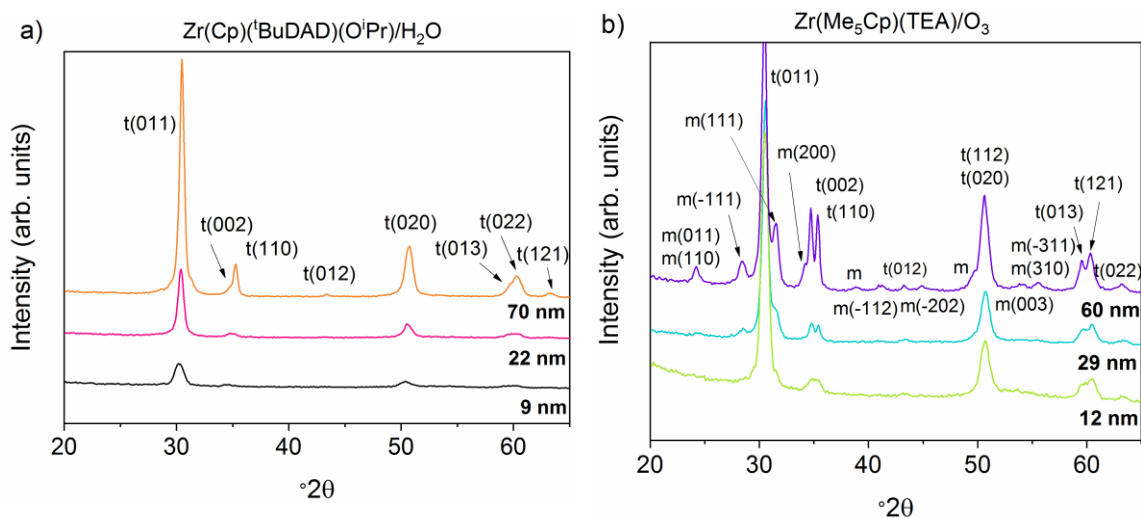 a)
Zr(Cp)(ᵗBuDAD)(OⁱPr)/H₂O
Intensity (arb. units)
t(011)
t(002)
t(110)
t(012)
t(020)
t(013)
t(022)
t(121)
70 nm
22 nm
9 nm
20 30 40 50 60
°2θ
b)
Zr(Me₅Cp)(TEA)/O₃
Intensity (arb. units)
m(011)
m(110)
m(-111)
m(111)
t(011)
m(200)
t(002)
t(110)
m
t(012)
m(-112)
m(-202)
m
t(112)
t(020)
m(003)
m(-311)
m(310)
t(013)
t(121)
t(022)
60 nm
29 nm
12 nm
20 30 40 50 60
°2θ